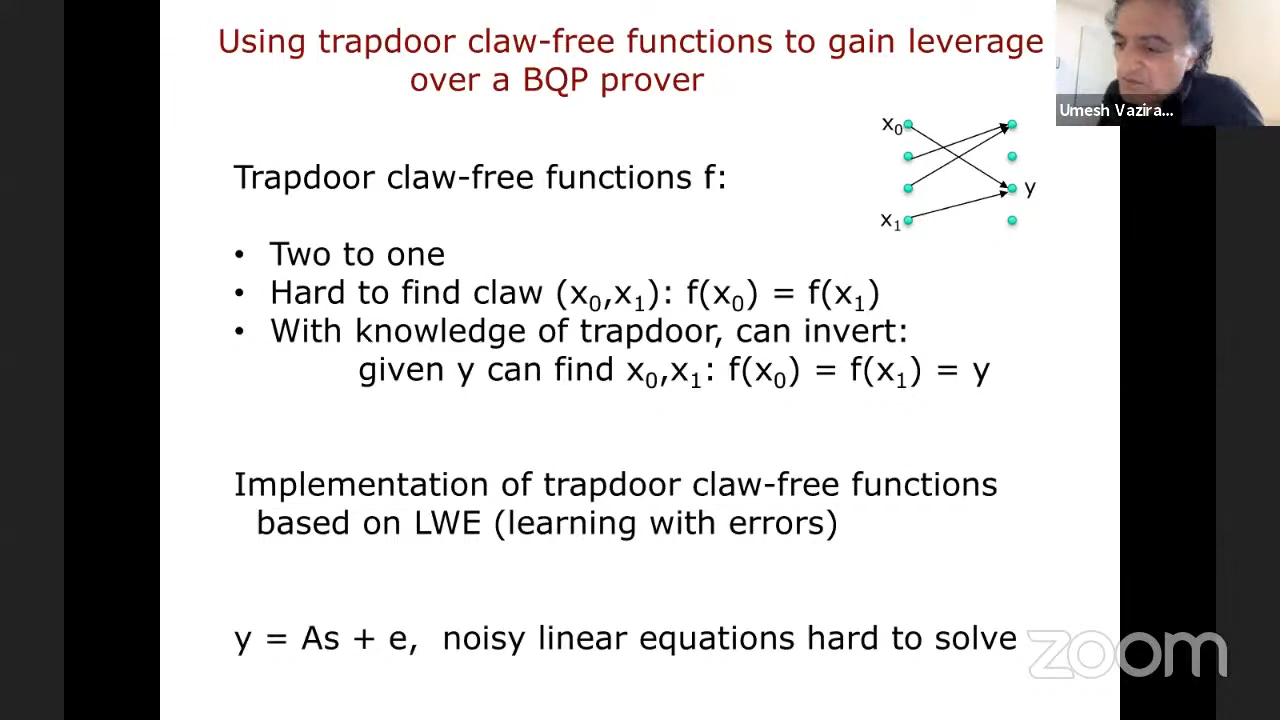 Using trapdoor claw-free functions to gain leverage
over a BQP prover
Umesh Vazira...
x₀
Trapdoor claw-free functions f:
y
x₁
• Two to one
• Hard to find claw (x₀,x₁): f(x₀) = f(x₁)
• With knowledge of trapdoor, can invert:
given y can find x₀,x₁: f(x₀) = f(x₁) = y
Implementation of trapdoor claw-free functions
based on LWE (learning with errors)
y = As + e, noisy linear equations hard to solve
zoom